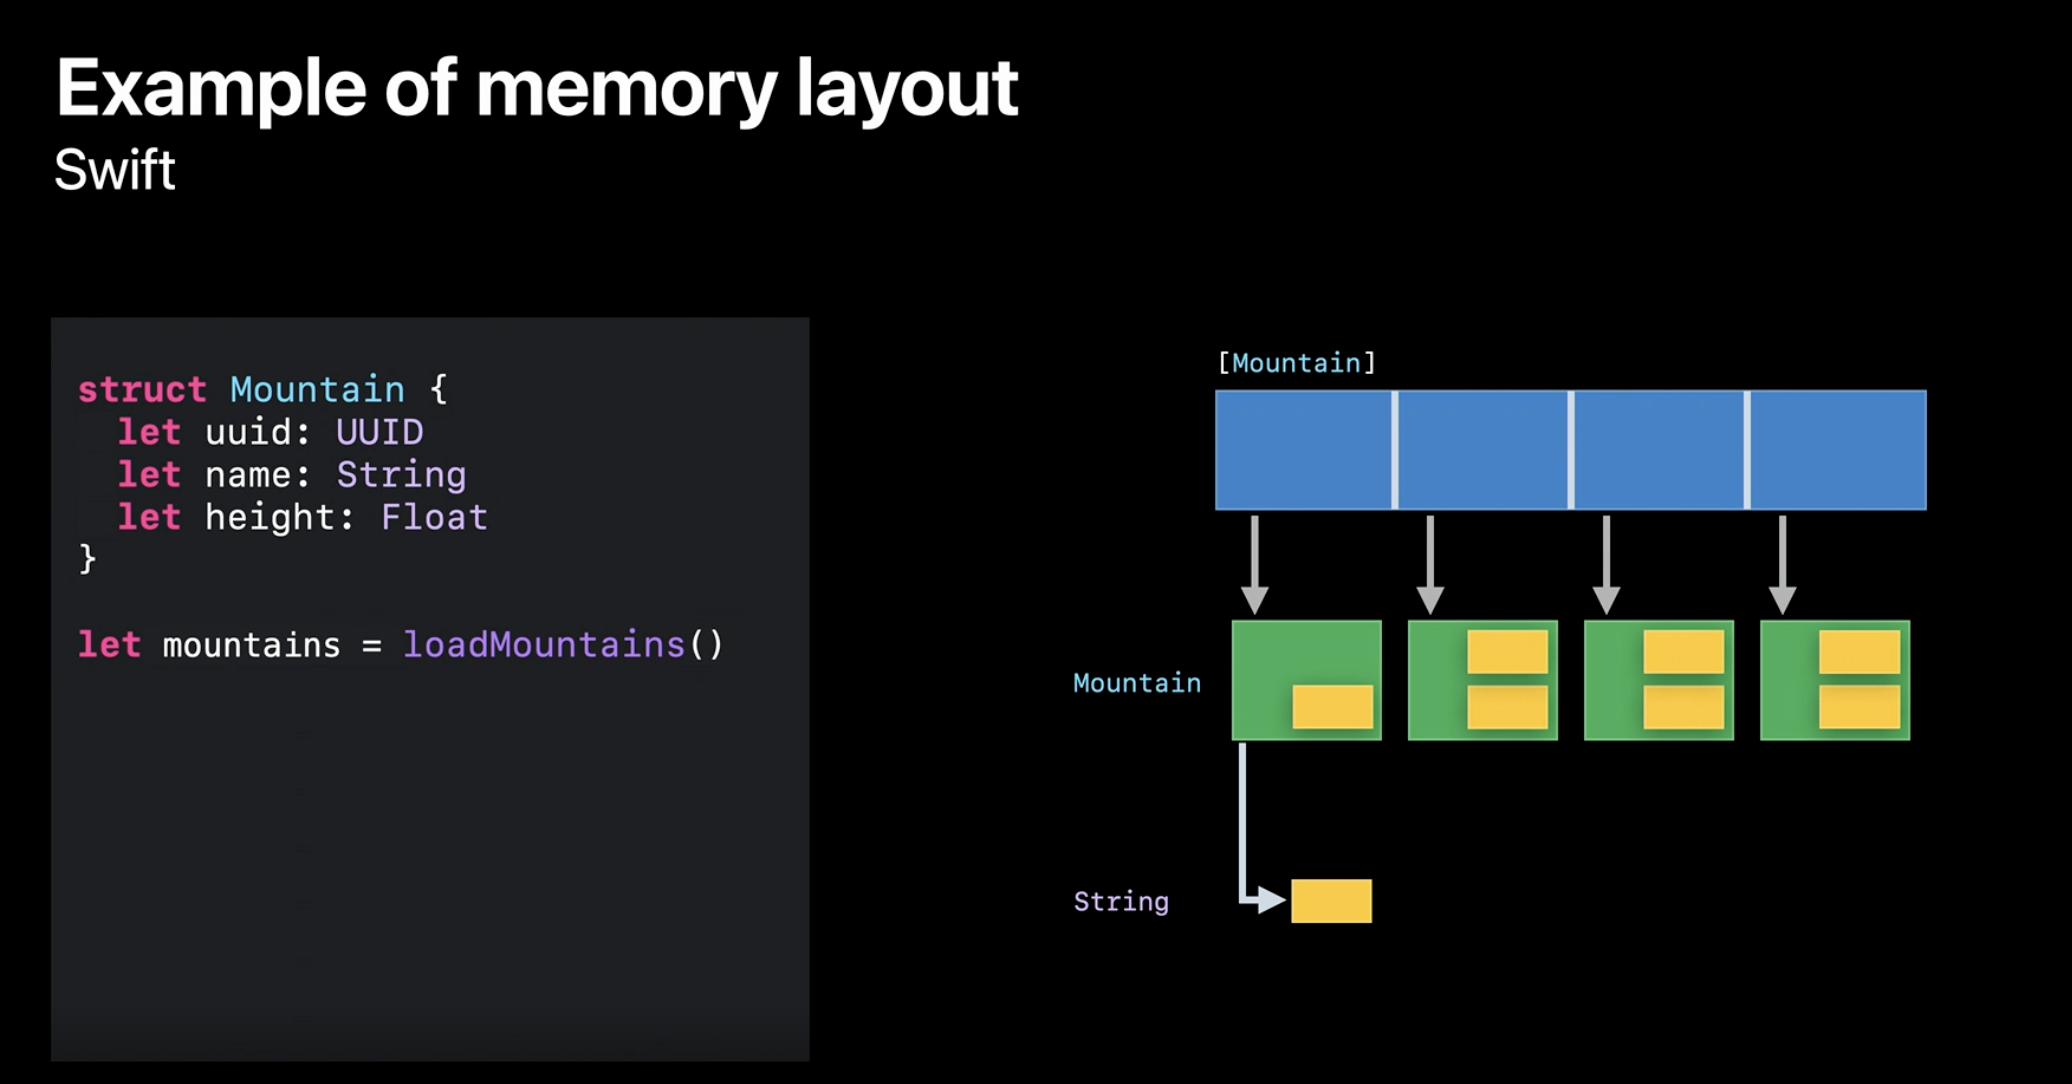 Example of memory layout
Swift
struct Mountain {
  let uuid: UUID
  let name: String
  let height: Float
}
let mountains = loadMountains()
[Mountain]
Mountain
String